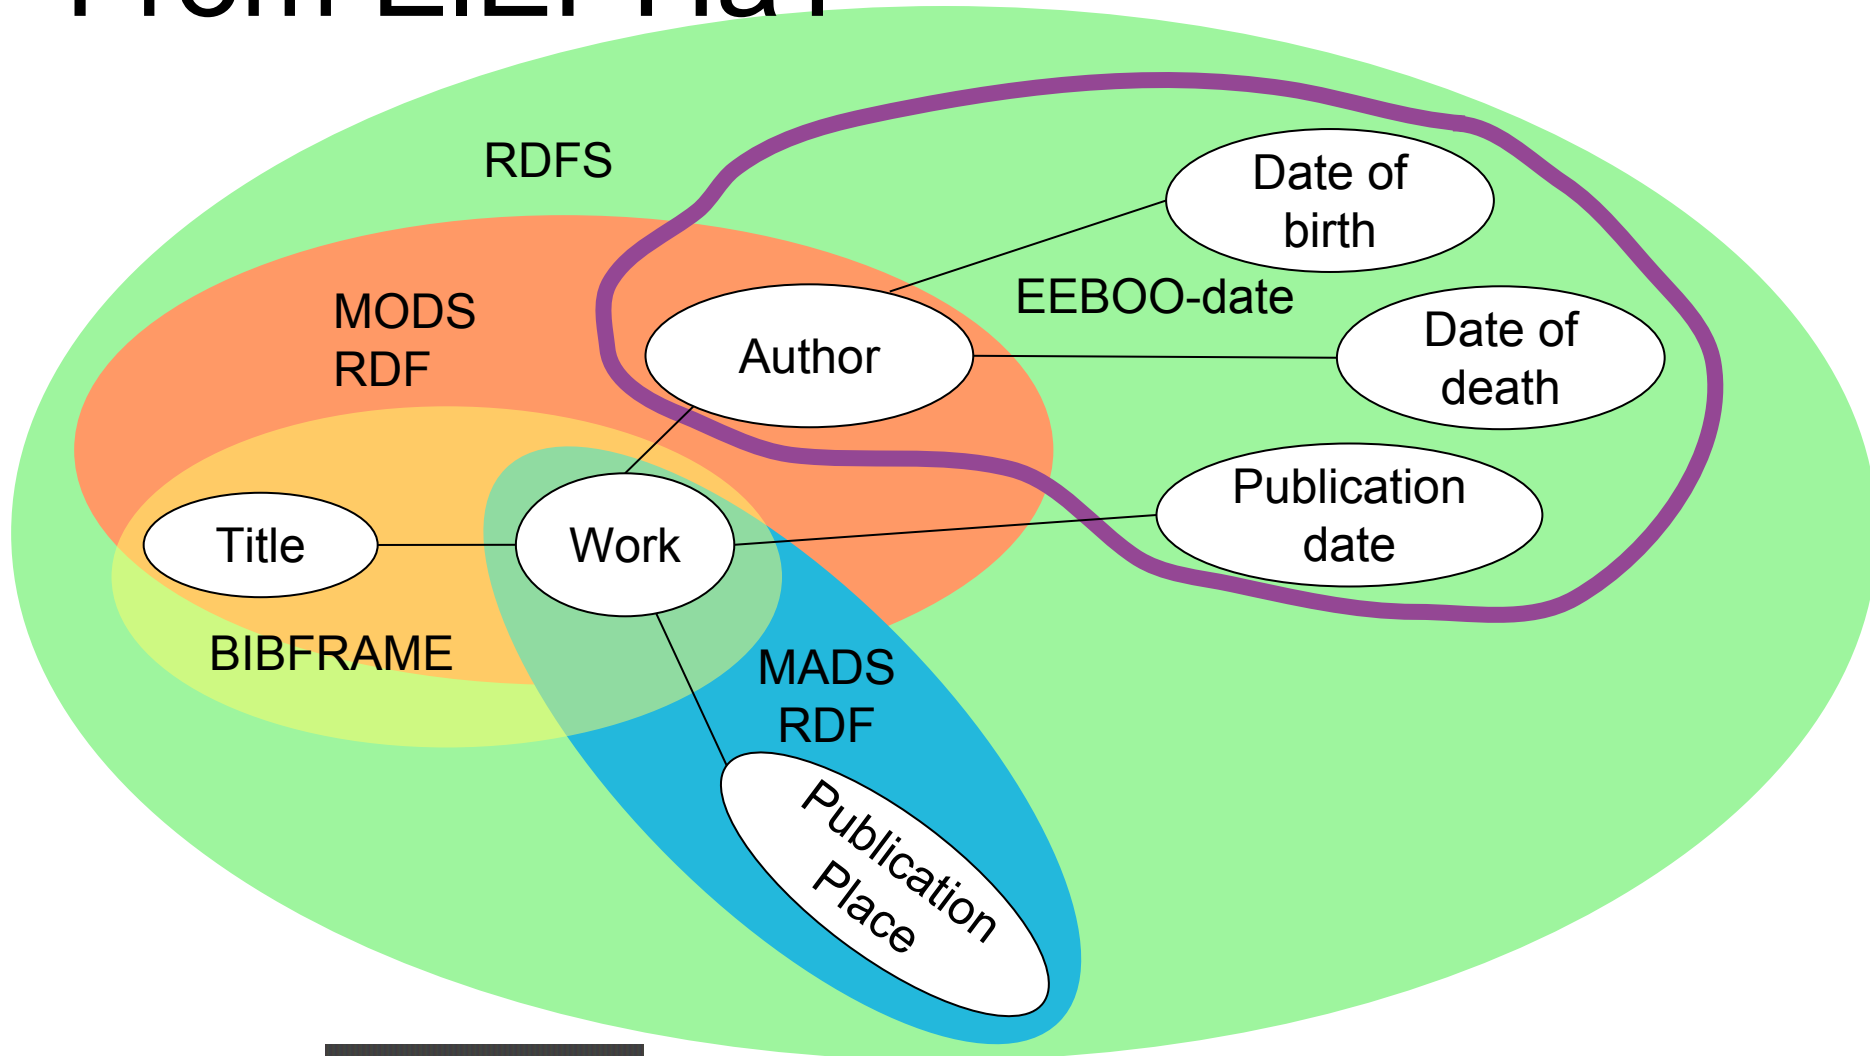 RDFS
Date of
birth
MODS
RDF
EEBOO-date
Author
Date of
death
Publication
date
Title
Work
BIBFRAME
MADS
RDF
Publication
Place